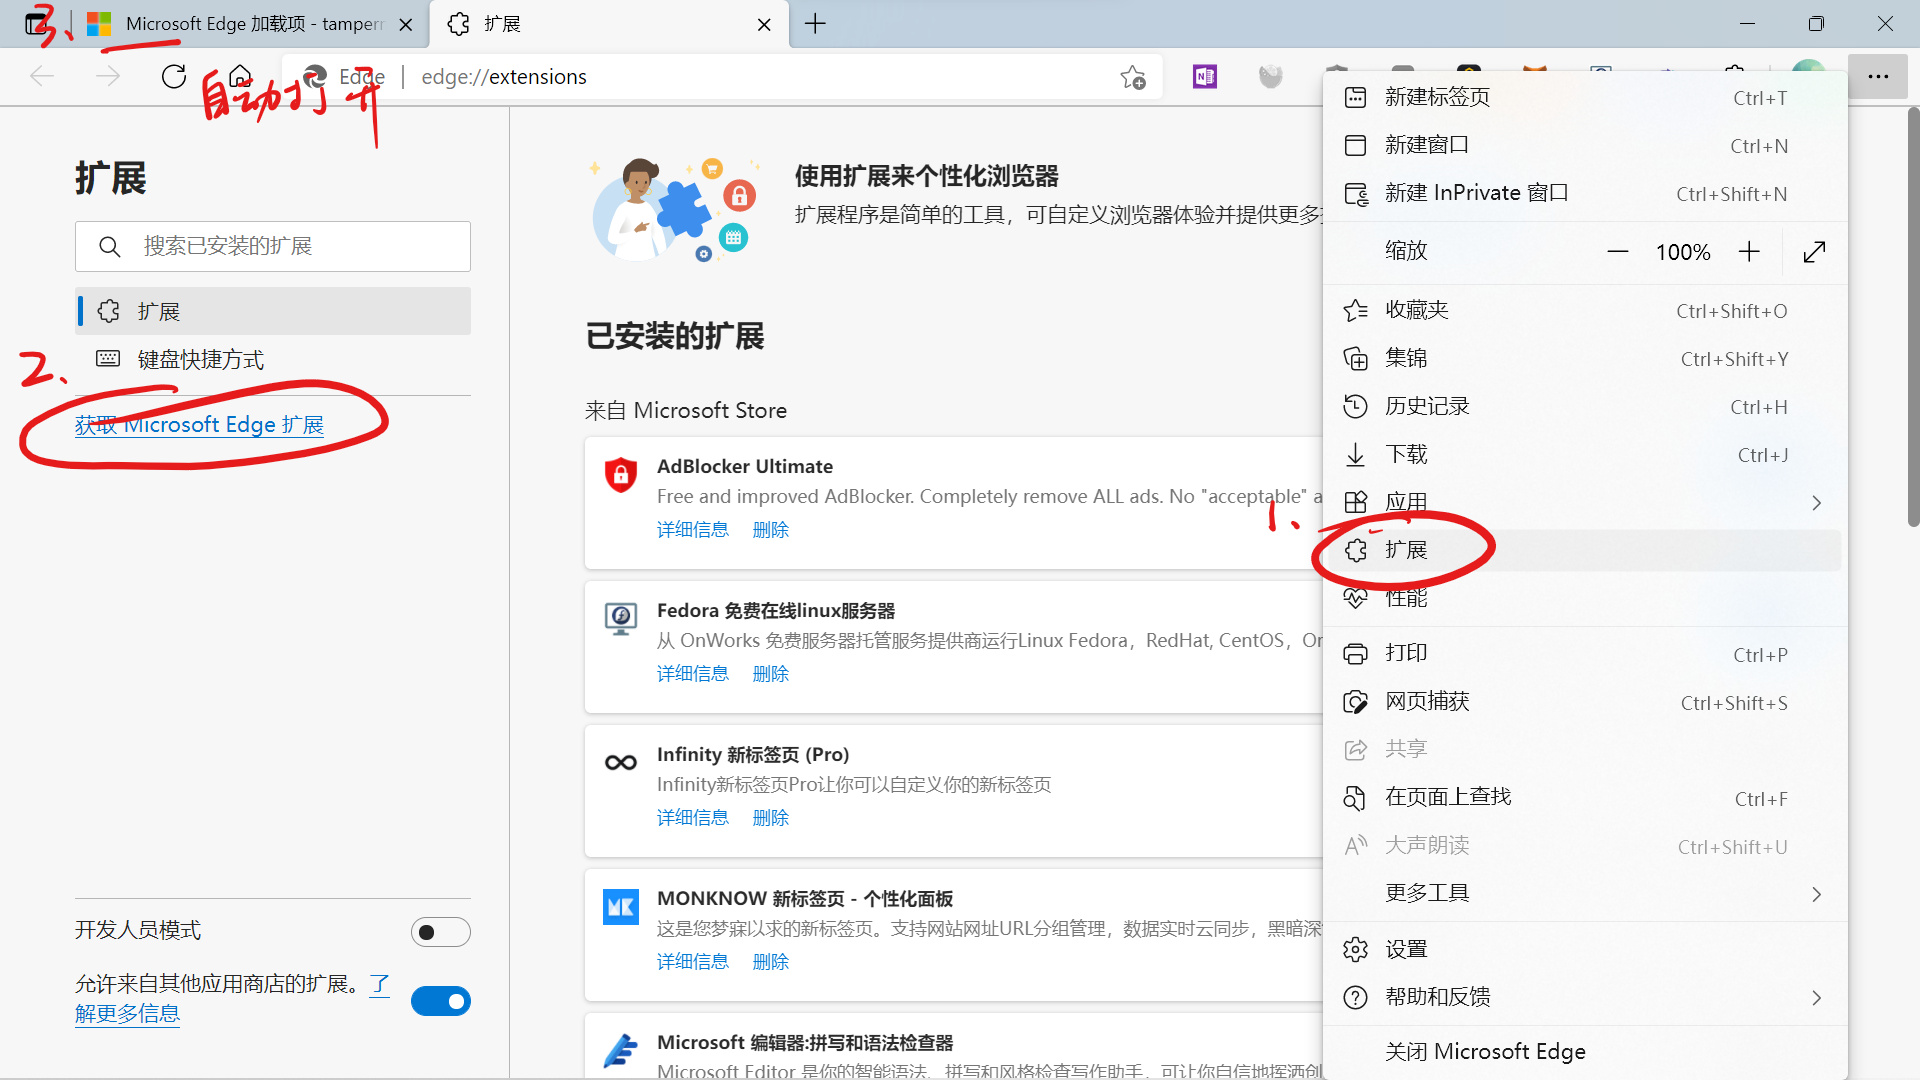 3、
Microsoft Edge 加载项 - tamperm
扩展
自动打开
Edge
edge://extensions
扩展
搜索已安装的扩展
扩展
键盘快捷方式
2、
获取 Microsoft Edge 扩展
开发人员模式
允许来自其他应用商店的扩展。了
解更多信息
使用扩展来个性化浏览器
扩展程序是简单的工具，可自定义浏览器体验并提供更多
已安装的扩展
来自 Microsoft Store
AdBlocker Ultimate
Free and improved AdBlocker. Completely remove ALL ads. No "acceptable" a
详细信息 删除
Fedora 免费在线linux服务器
从 OnWorks 免费服务器托管服务提供商运行Linux Fedora，RedHat, CentOS，Or
详细信息 删除
Infinity 新标签页 (Pro)
Infinity新标签页Pro让你可以自定义你的新标签页
详细信息 删除
MK
MONKNOW 新标签页 - 个性化面板
这是您梦寐以求的新标签页。支持网站网址URL分组管理，数据实时云同步，黑暗深
详细信息 删除
Microsoft 编辑器:拼写和语法检查器
Microsoft Editor 是你的智能语法、拼写和风格检查写作助手，可让你自信地挥洒创
新建标签页 Ctrl+T
新建窗口 Ctrl+N
新建 InPrivate 窗口 Ctrl+Shift+N
缩放 100%
收藏夹 Ctrl+Shift+O
集锦 Ctrl+Shift+Y
历史记录 Ctrl+H
下载 Ctrl+J
应用
1、
扩展
性能
打印 Ctrl+P
网页捕获 Ctrl+Shift+S
共享
在页面上查找 Ctrl+F
大声朗读 Ctrl+Shift+U
更多工具
设置
帮助和反馈
关闭 Microsoft Edge